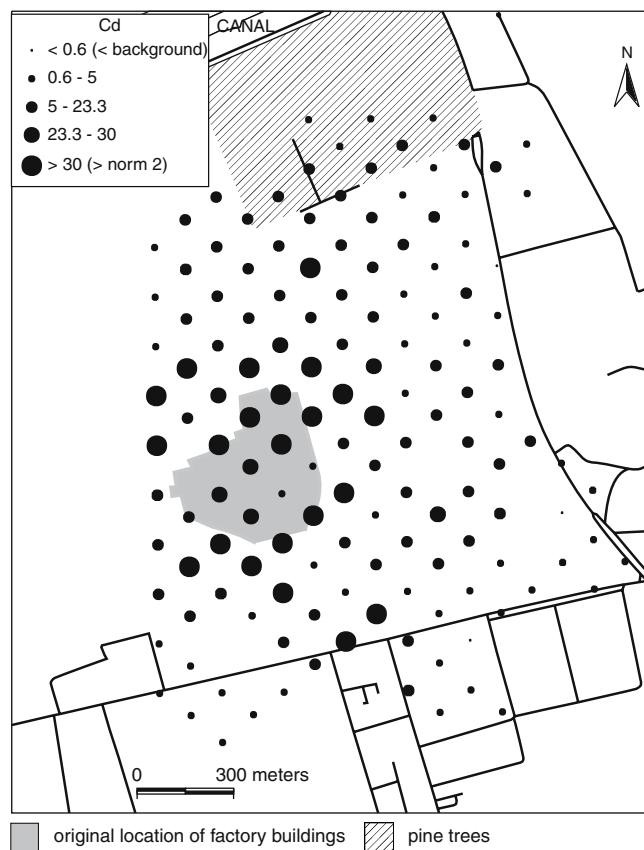 Cd
CANAL
< 0.6 (< background)
0.6 - 5
5 - 23.3
23.3 - 30
> 30 (> norm 2)
N
0 300 meters
original location of factory buildings pine trees